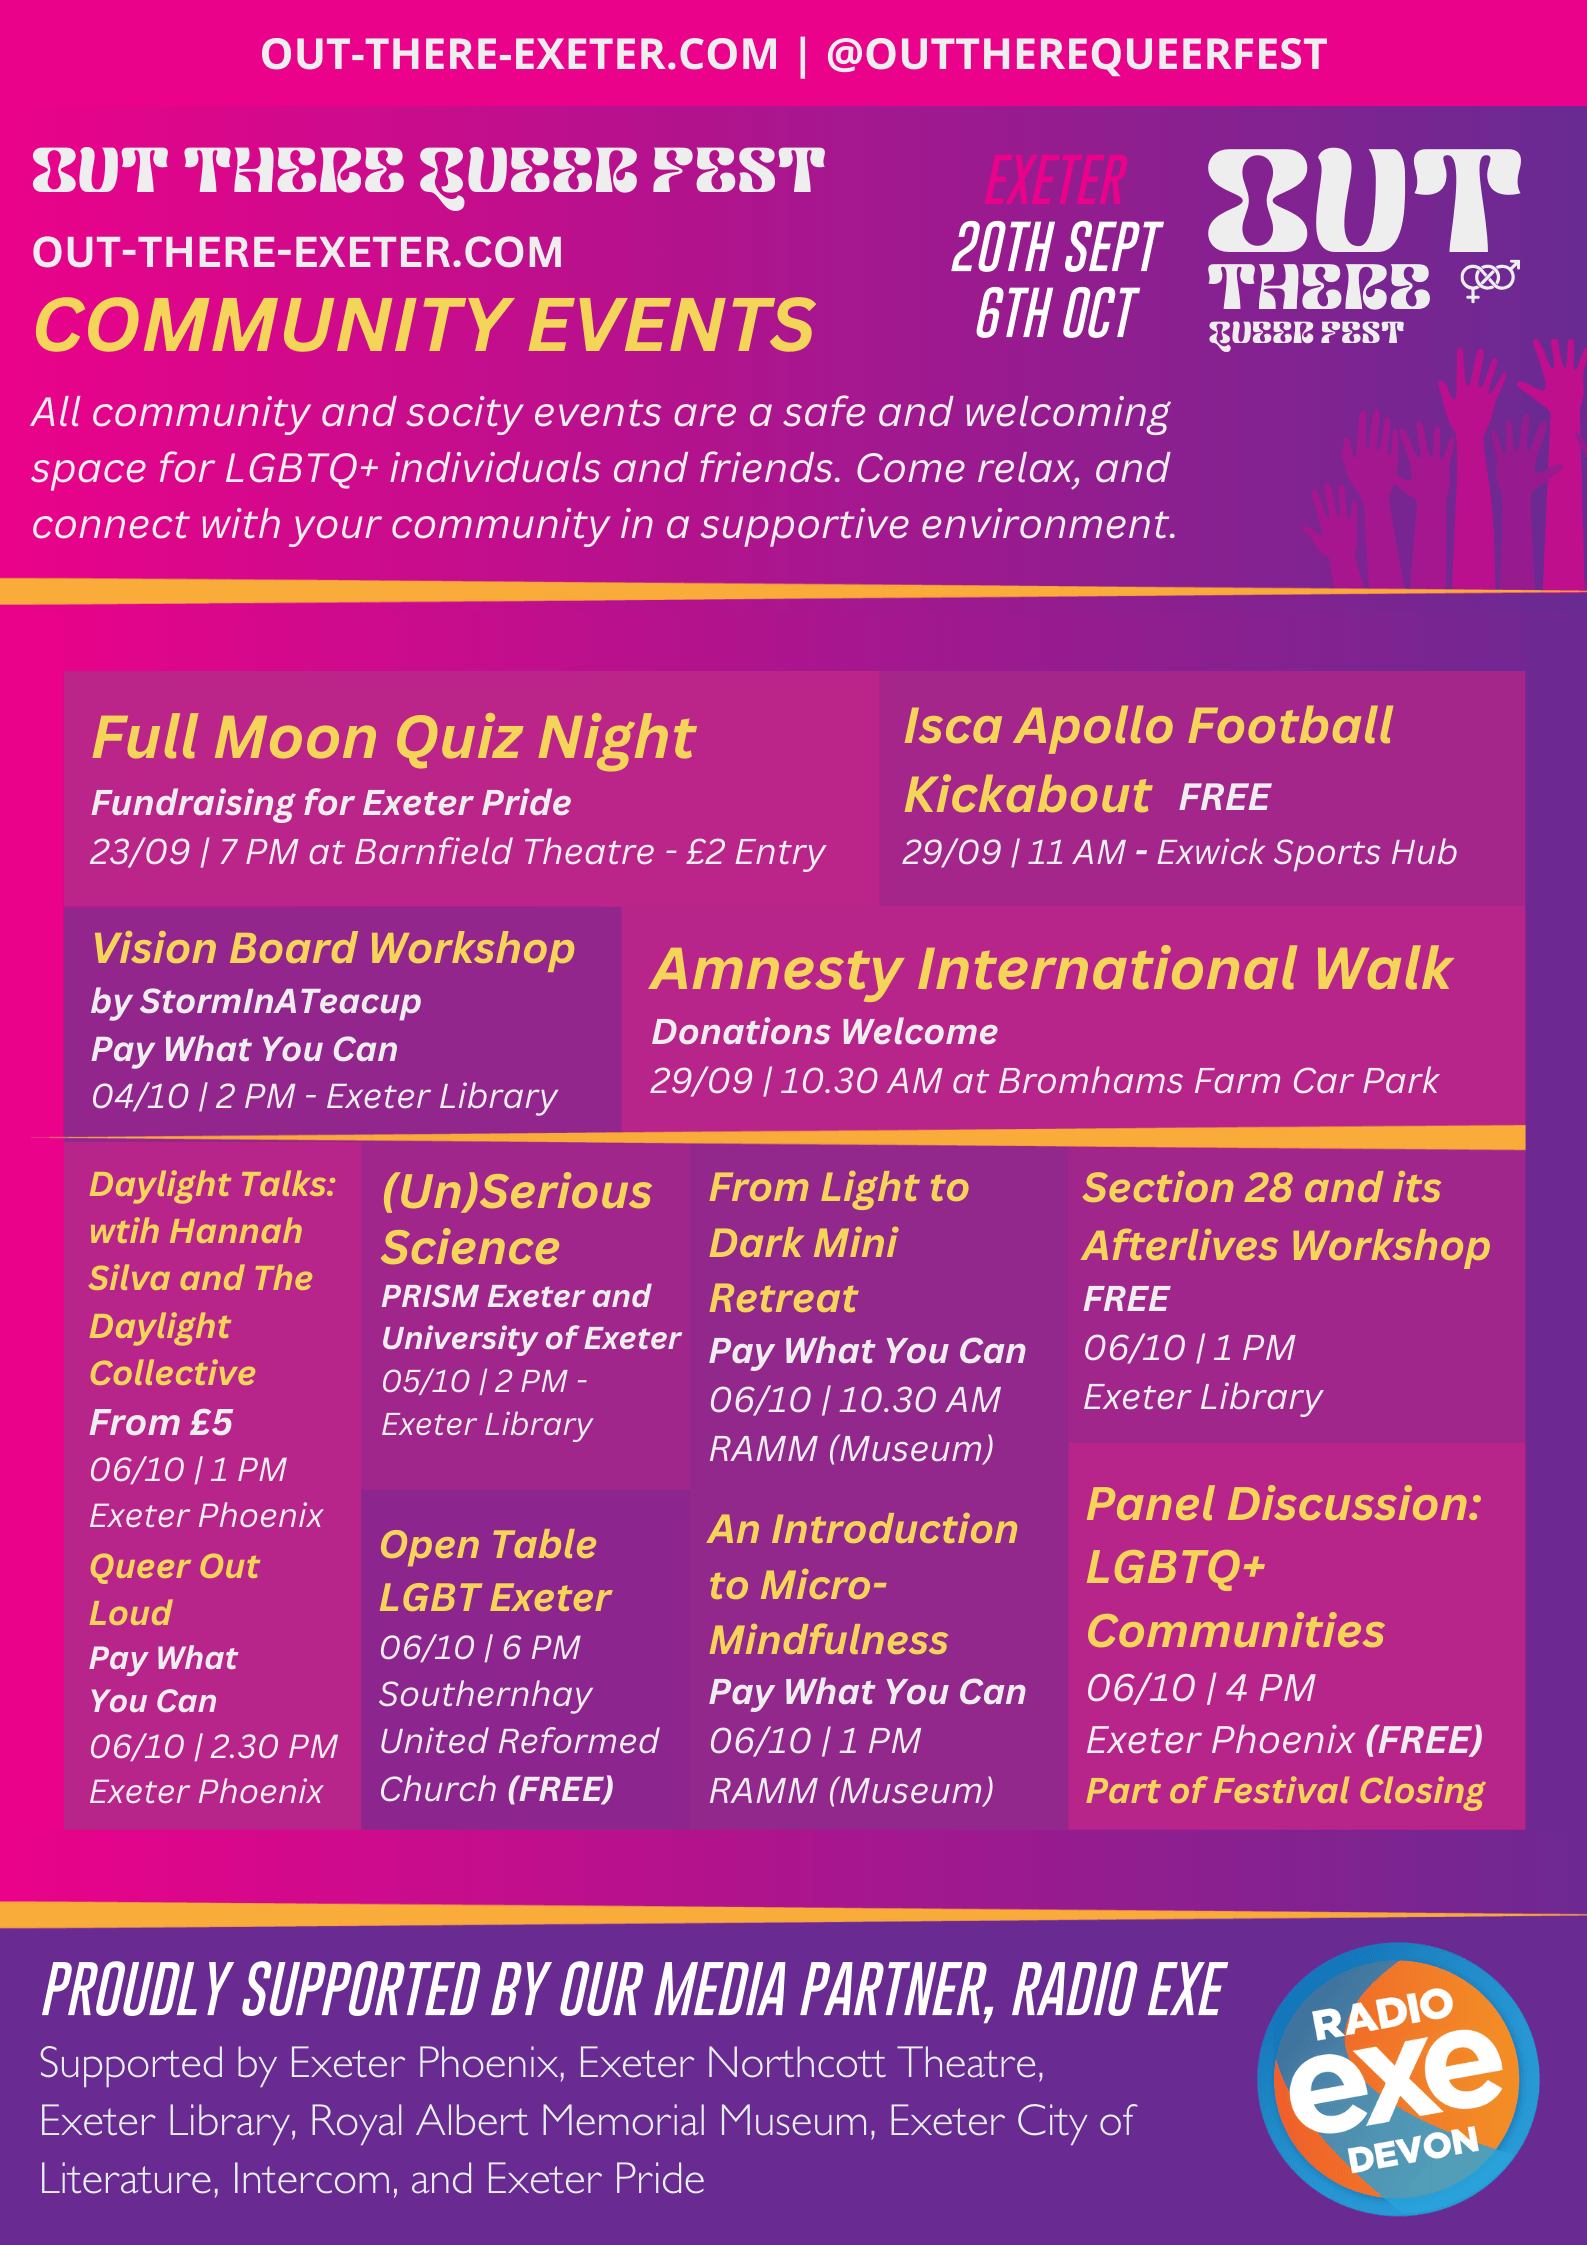 OUT-THERE-EXETER.COM | @OUTTHEREQUEERFEST
OUT THERE QUEER FEST
OUT-THERE-EXETER.COM
COMMUNITY EVENTS
EXETER
20TH SEPT
6TH OCT
OUT
THERE
QUEER FEST
All community and socity events are a safe and welcoming
space for LGBTQ+ individuals and friends. Come relax, and
connect with your community in a supportive environment.
Full Moon Quiz Night
Fundraising for Exeter Pride
23/09 | 7 PM at Barnfield Theatre - £2 Entry
Isca Apollo Football
Kickabout FREE
29/09 | 11 AM - Exwick Sports Hub
Vision Board Workshop
by StormInATeacup
Pay What You Can
04/10 | 2 PM - Exeter Library
Amnesty International Walk
Donations Welcome
29/09 | 10.30 AM at Bromhams Farm Car Park
Daylight Talks:
wtih Hannah
Silva and The
Daylight
Collective
From £5
06/10 | 1 PM
Exeter Phoenix
Queer Out
Loud
Pay What
You Can
06/10 | 2.30 PM
Exeter Phoenix
(Un)Serious
Science
PRISM Exeter and
University of Exeter
05/10 | 2 PM -
Exeter Library
Open Table
LGBT Exeter
06/10 | 6 PM
Southernhay
United Reformed
Church (FREE)
From Light to
Dark Mini
Retreat
Pay What You Can
06/10 | 10.30 AM
RAMM (Museum)
An Introduction
to Micro-
Mindfulness
Pay What You Can
06/10 | 1 PM
RAMM (Museum)
Section 28 and its
Afterlives Workshop
FREE
06/10 | 1 PM
Exeter Library
Panel Discussion:
LGBTQ+
Communities
06/10 | 4 PM
Exeter Phoenix (FREE)
Part of Festival Closing
PROUDLY SUPPORTED BY OUR MEDIA PARTNER, RADIO EXE
Supported by Exeter Phoenix, Exeter Northcott Theatre,
Exeter Library, Royal Albert Memorial Museum, Exeter City of
Literature, Intercom, and Exeter Pride
RADIO
exe
DEVON